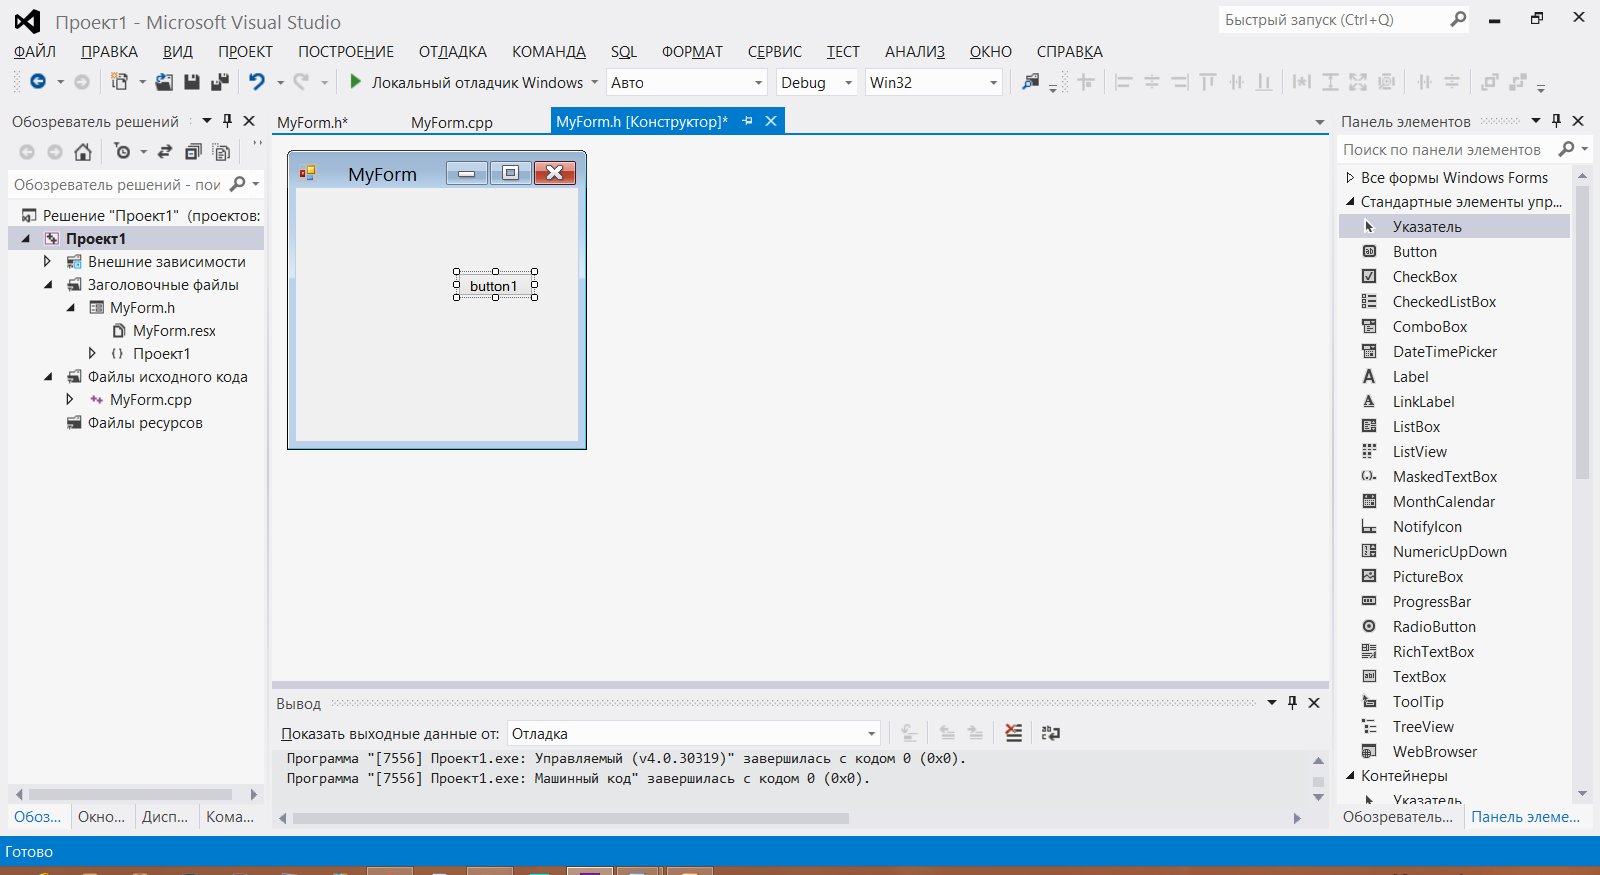 Проект1 - Microsoft Visual Studio
Быстрый запуск (Ctrl+Q)
ФАЙЛ ПРАВКА ВИД ПРОЕКТ ПОСТРОЕНИЕ ОТЛАДКА КОМАНДА SQL ФОРМАТ СЕРВИС ТЕСТ АНАЛИЗ ОКНО СПРАВКА
Локальный отладчик Windows Авто Debug Win32
Обозреватель решений
Обозреватель решений - пои
Решение "Проект1" (проектов:
Проект1
Внешние зависимости
Заголовочные файлы
MyForm.h
MyForm.resx
Проект1
Файлы исходного кода
MyForm.cpp
Файлы ресурсов
Обоз... Окно... Дисп... Кома...
MyForm.h* MyForm.cpp MyForm.h [Конструктор]*
MyForm
button1
Вывод
Показать выходные данные от: Отладка
Программа "[7556] Проект1.exe: Управляемый (v4.0.30319)" завершилась с кодом 0 (0x0).
Программа "[7556] Проект1.exe: Машинный код" завершилась с кодом 0 (0x0).
Панель элементов
Поиск по панели элементов
Все формы Windows Forms
Стандартные элементы упр...
Указатель
Button
CheckBox
CheckedListBox
ComboBox
DateTimePicker
Label
LinkLabel
ListBox
ListView
MaskedTextBox
MonthCalendar
NotifyIcon
NumericUpDown
PictureBox
ProgressBar
RadioButton
RichTextBox
TextBox
ToolTip
TreeView
WebBrowser
Контейнеры
Указатель
Обозреватель... Панель элеме...
Готово